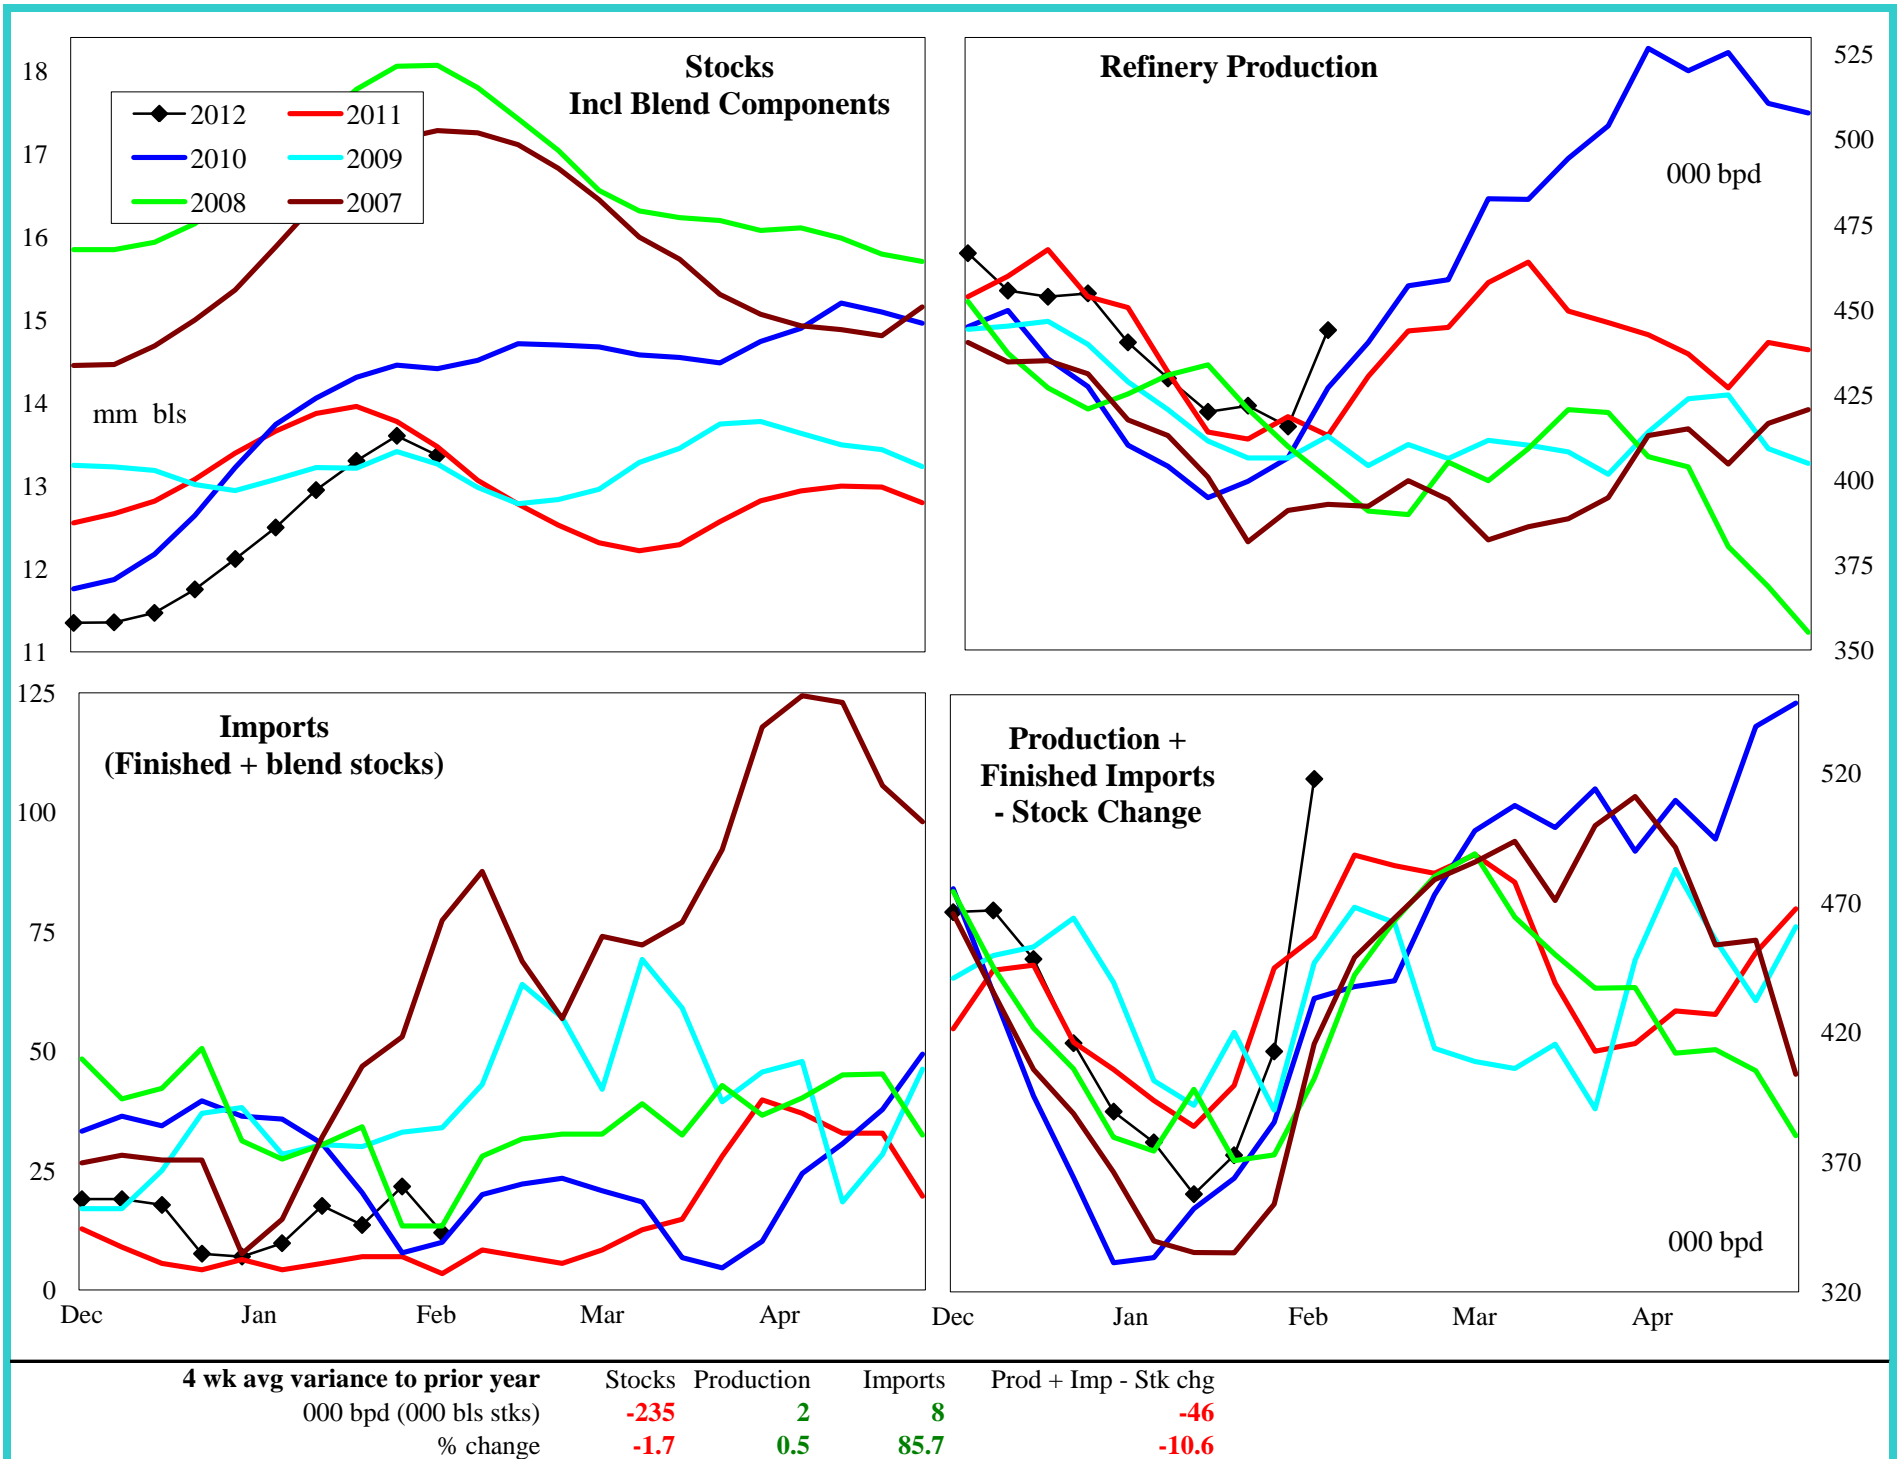 Stocks
Incl Blend Components
18
17
16
15
14
13
12
11
2012 2011
2010 2009
2008 2007
mm bls
Refinery Production
000 bpd
525
500
475
450
425
400
375
350
Imports
(Finished + blend stocks)
125
100
75
50
25
0
Dec Jan Feb Mar Apr
Production +
Finished Imports
- Stock Change
520
470
420
370
320
000 bpd
Dec Jan Feb Mar Apr
4 wk avg variance to prior year Stocks Production Imports Prod + Imp - Stk chg
000 bpd (000 bls stks) -235 2 8 -46
% change -1.7 0.5 85.7 -10.6